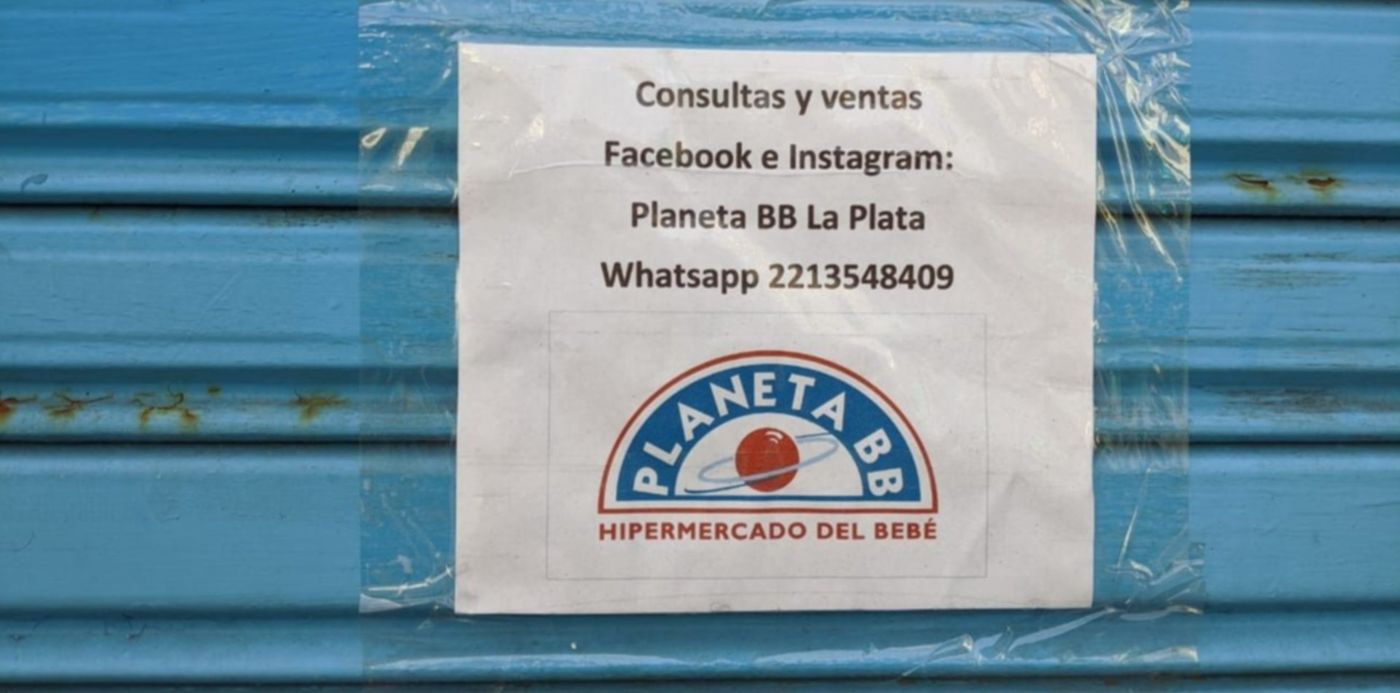 Consultas y ventas
Facebook e Instagram:
Planeta BB La Plata
Whatsapp 2213548409
PLANETA BB
HIPERMERCADO DEL BEBÉ